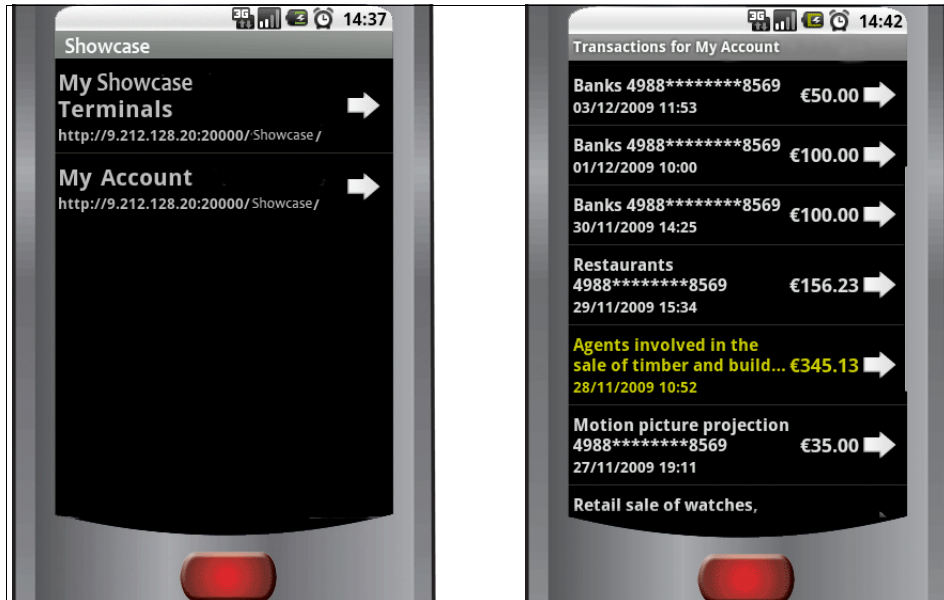 3G 14:37
Showcase
My Showcase
Terminals
http://9.212.128.20:20000/Showcase/
My Account
http://9.212.128.20:20000/Showcase/
3G 14:42
Transactions for My Account
Banks 4988********8569
€50.00
03/12/2009 11:53
Banks 4988********8569
€100.00
01/12/2009 10:00
Banks 4988********8569
€100.00
30/11/2009 14:25
Restaurants
4988********8569
€156.23
29/11/2009 15:34
Agents involved in the
sale of timber and build... €345.13
28/11/2009 10:52
Motion picture projection
4988********8569
€35.00
27/11/2009 19:11
Retail sale of watches,